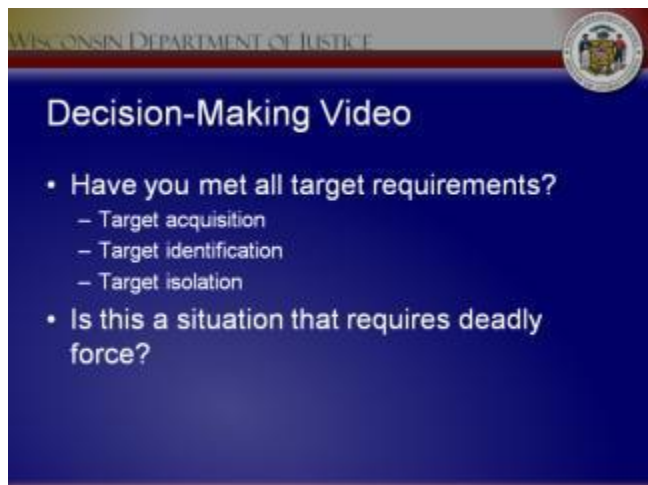 WISCONSIN DEPARTMENT OF JUSTICE
Decision-Making Video
• Have you met all target requirements?
– Target acquisition
– Target identification
– Target isolation
• Is this a situation that requires deadly
force?